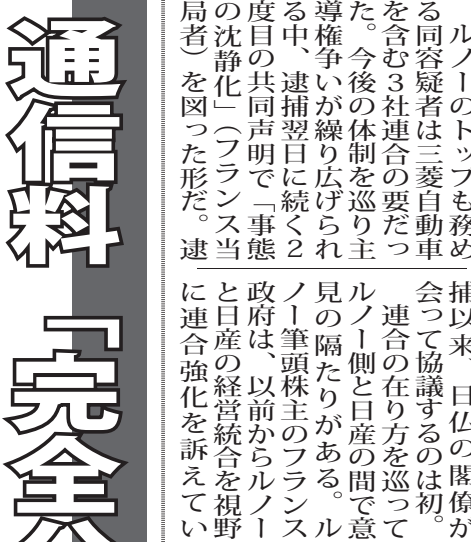 ルノーのトップも務め
る同容疑者は三菱自動車
を含む３社連合の要だっ
た。今後の体制を巡り主
導権争いが繰り広げられ
る中、逮捕翌日に続く２
度目の共同声明で「事態
の沈静化」（フランス当
局者）を図った形だ。逮
捕以来、日仏の閣僚が
会って協議するのは初。
連合の在り方を巡って
ルノー側と日産の間で意
見の隔たりがある。ル
ノー筆頭株主のフランス
政府は、以前からルノー
と日産の経営統合を視野
に連合強化を訴えてい
通信料「完全